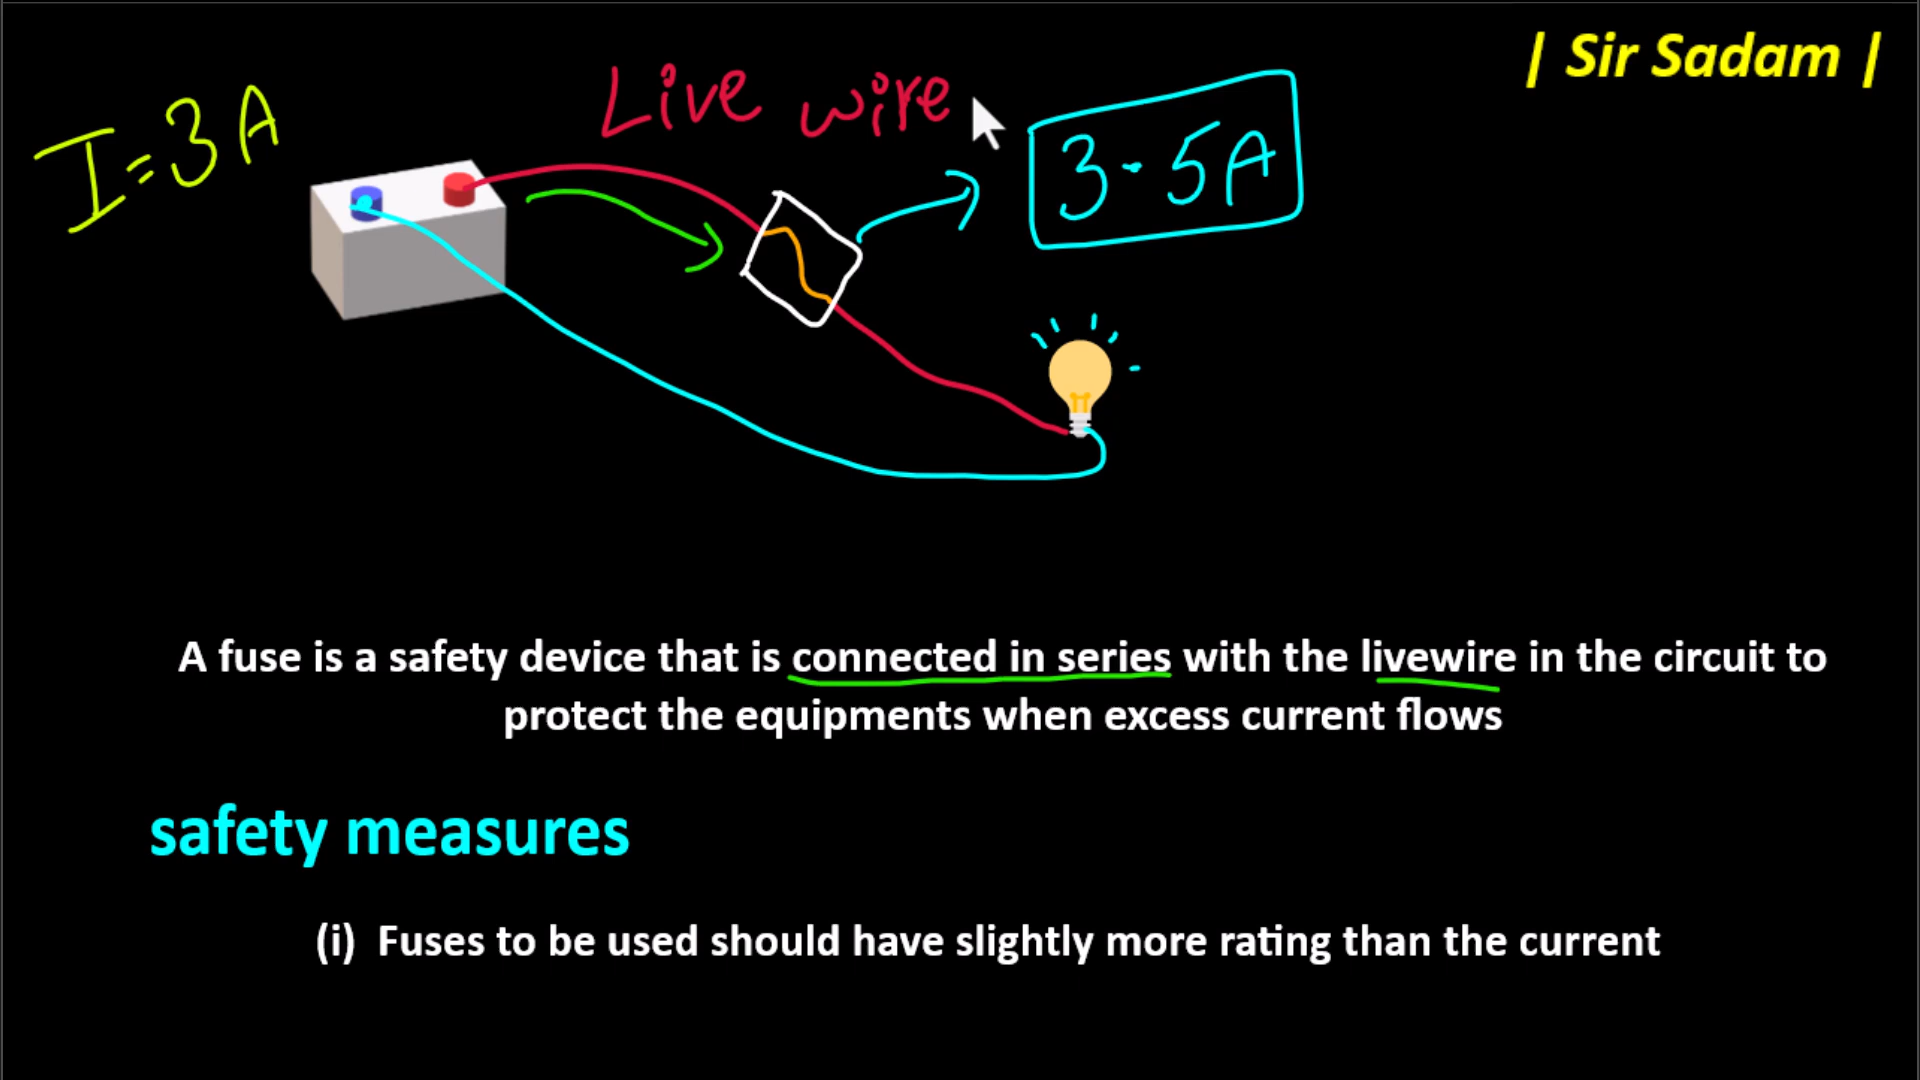 | Sir Sadam |
I=3A
Live wire
3-5A
A fuse is a safety device that is connected in series with the livewire in the circuit to
protect the equipments when excess current flows
safety measures
(i) Fuses to be used should have slightly more rating than the current